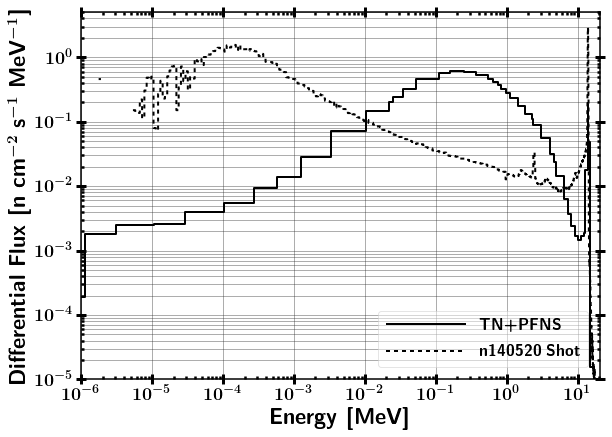 Differential Flux [n cm⁻² s⁻¹ MeV⁻¹]
10⁰
10⁻¹
10⁻²
10⁻³
10⁻⁴
10⁻⁵
TN+PFNS
n140520 Shot
10⁻⁶ 10⁻⁵ 10⁻⁴ 10⁻³ 10⁻² 10⁻¹ 10⁰ 10¹
Energy [MeV]